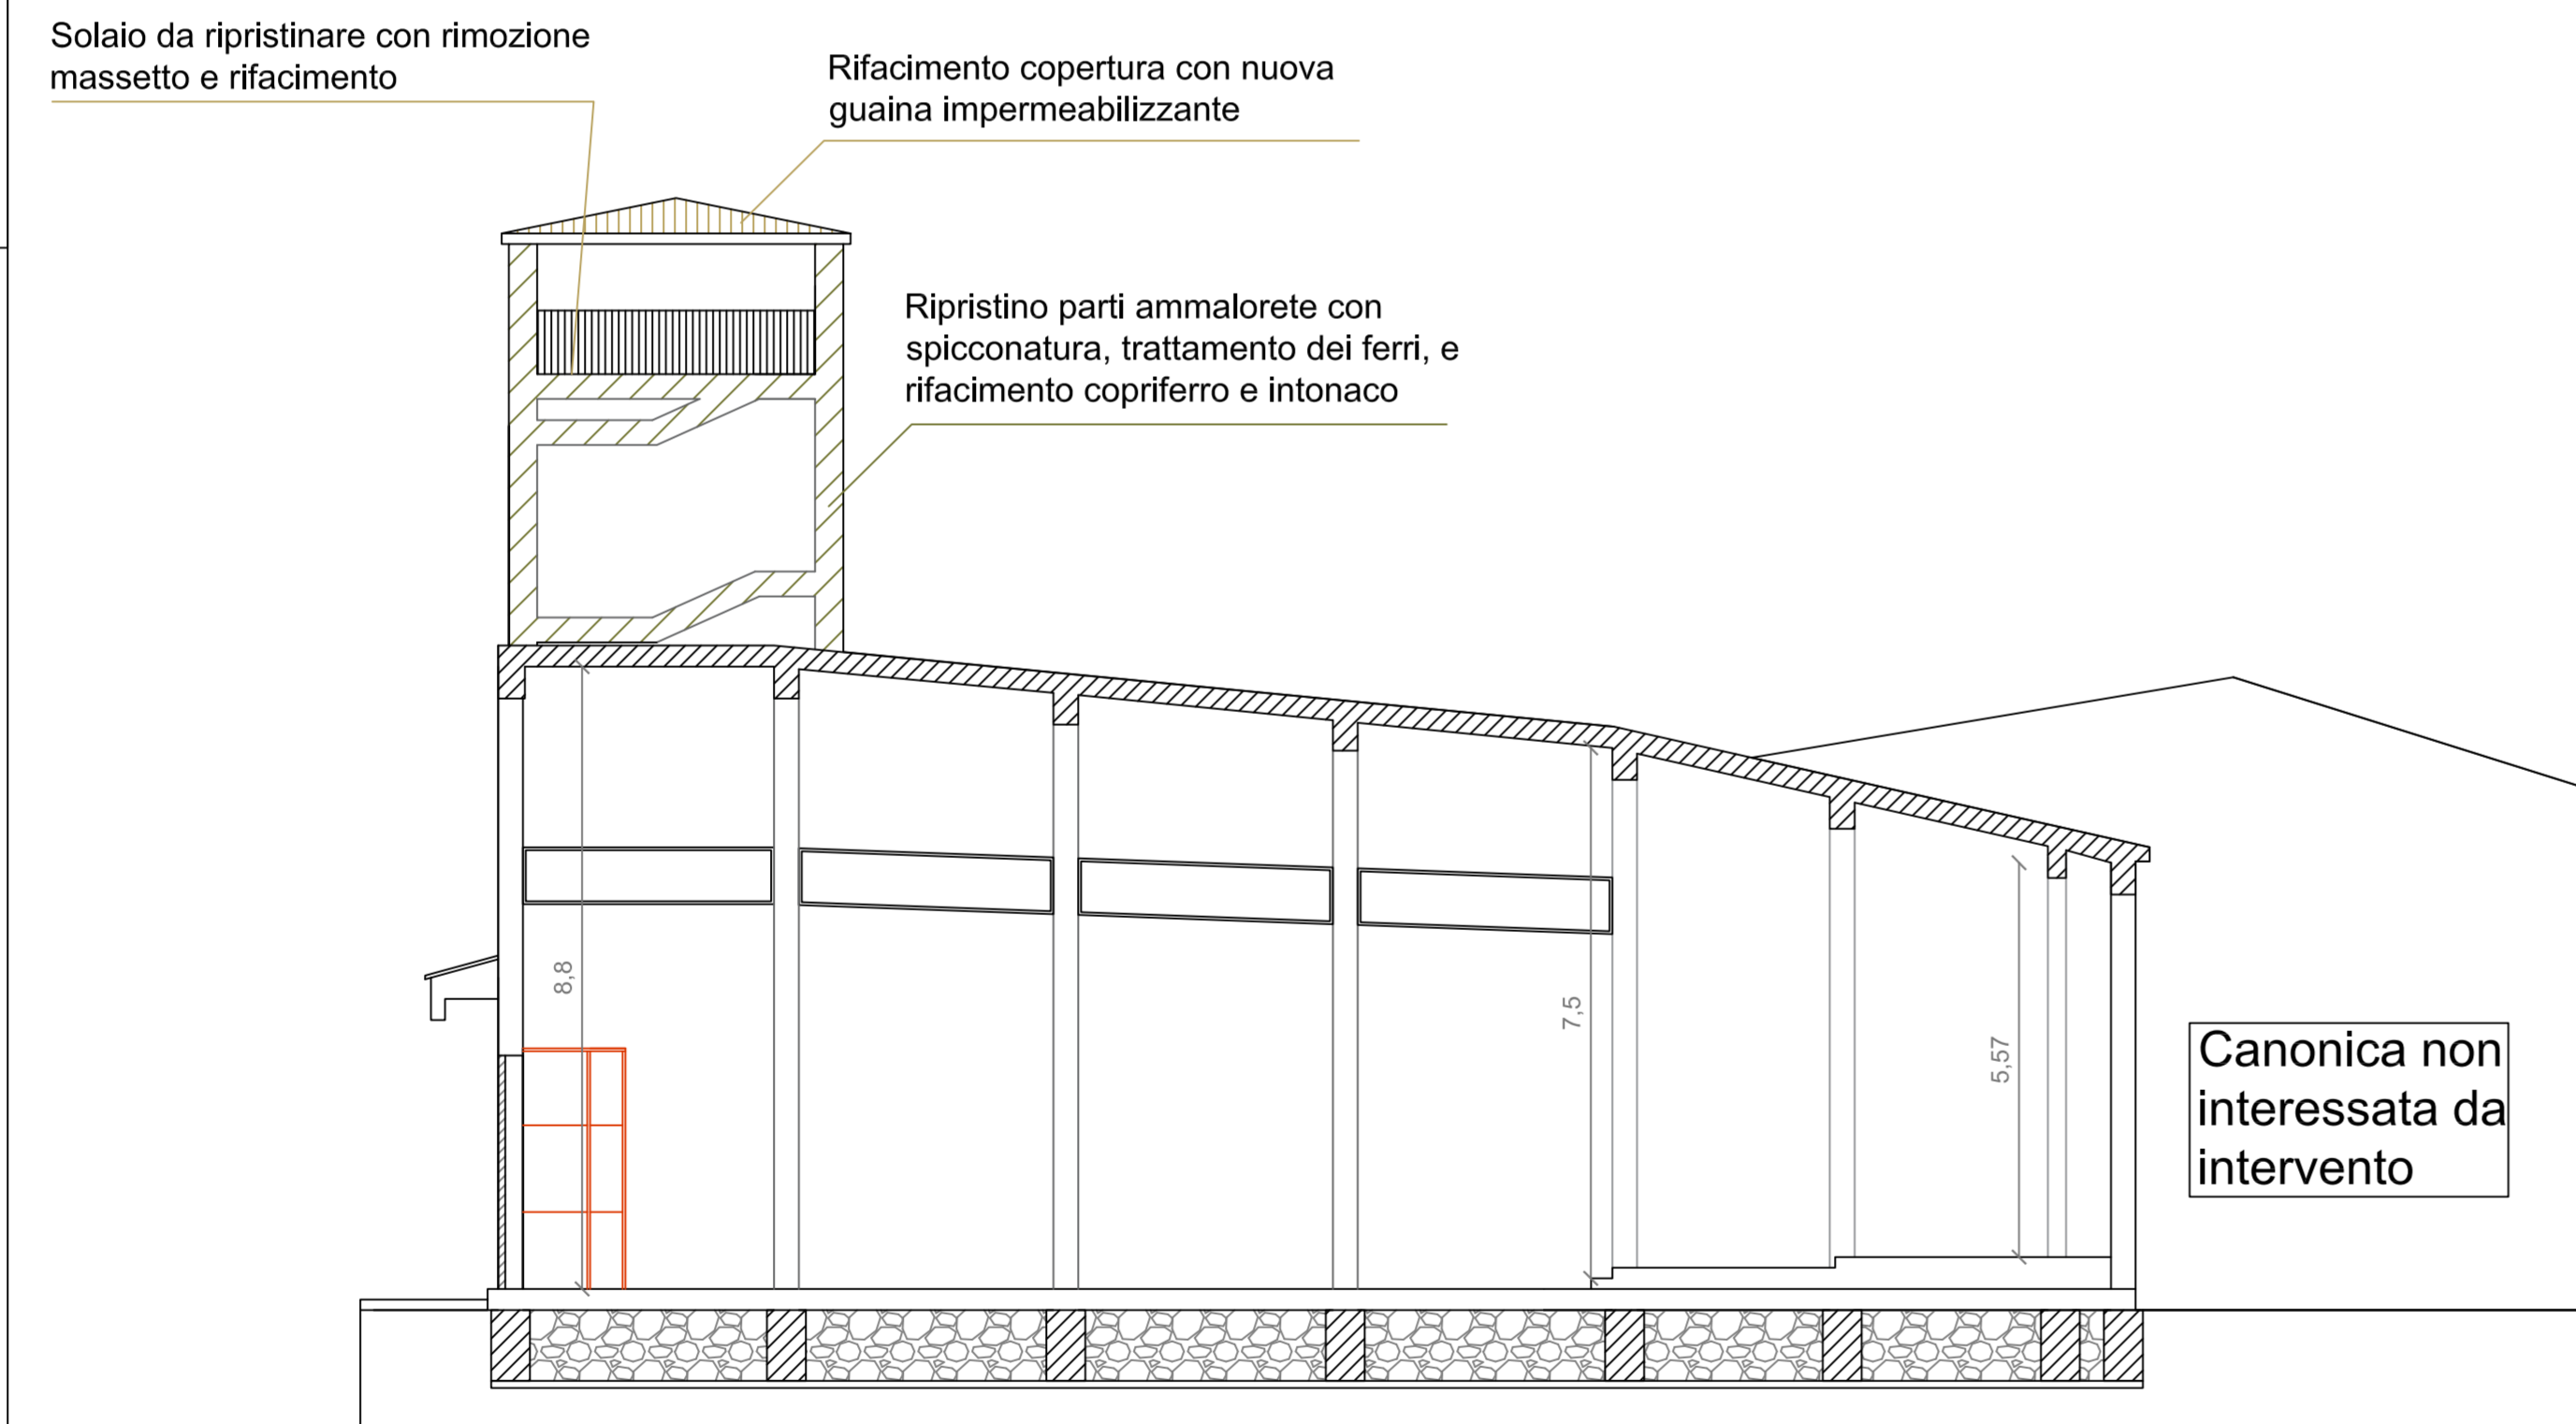 Solaio da ripristinare con rimozione
massetto e rifacimento
Rifacimento copertura con nuova
guaina impermeabilizzante
Ripristino parti ammalorete con
spicconatura, trattamento dei ferri, e
rifacimento copriferro e intonaco
8,8
7,5
5,57
Canonica non
interessata da
intervento